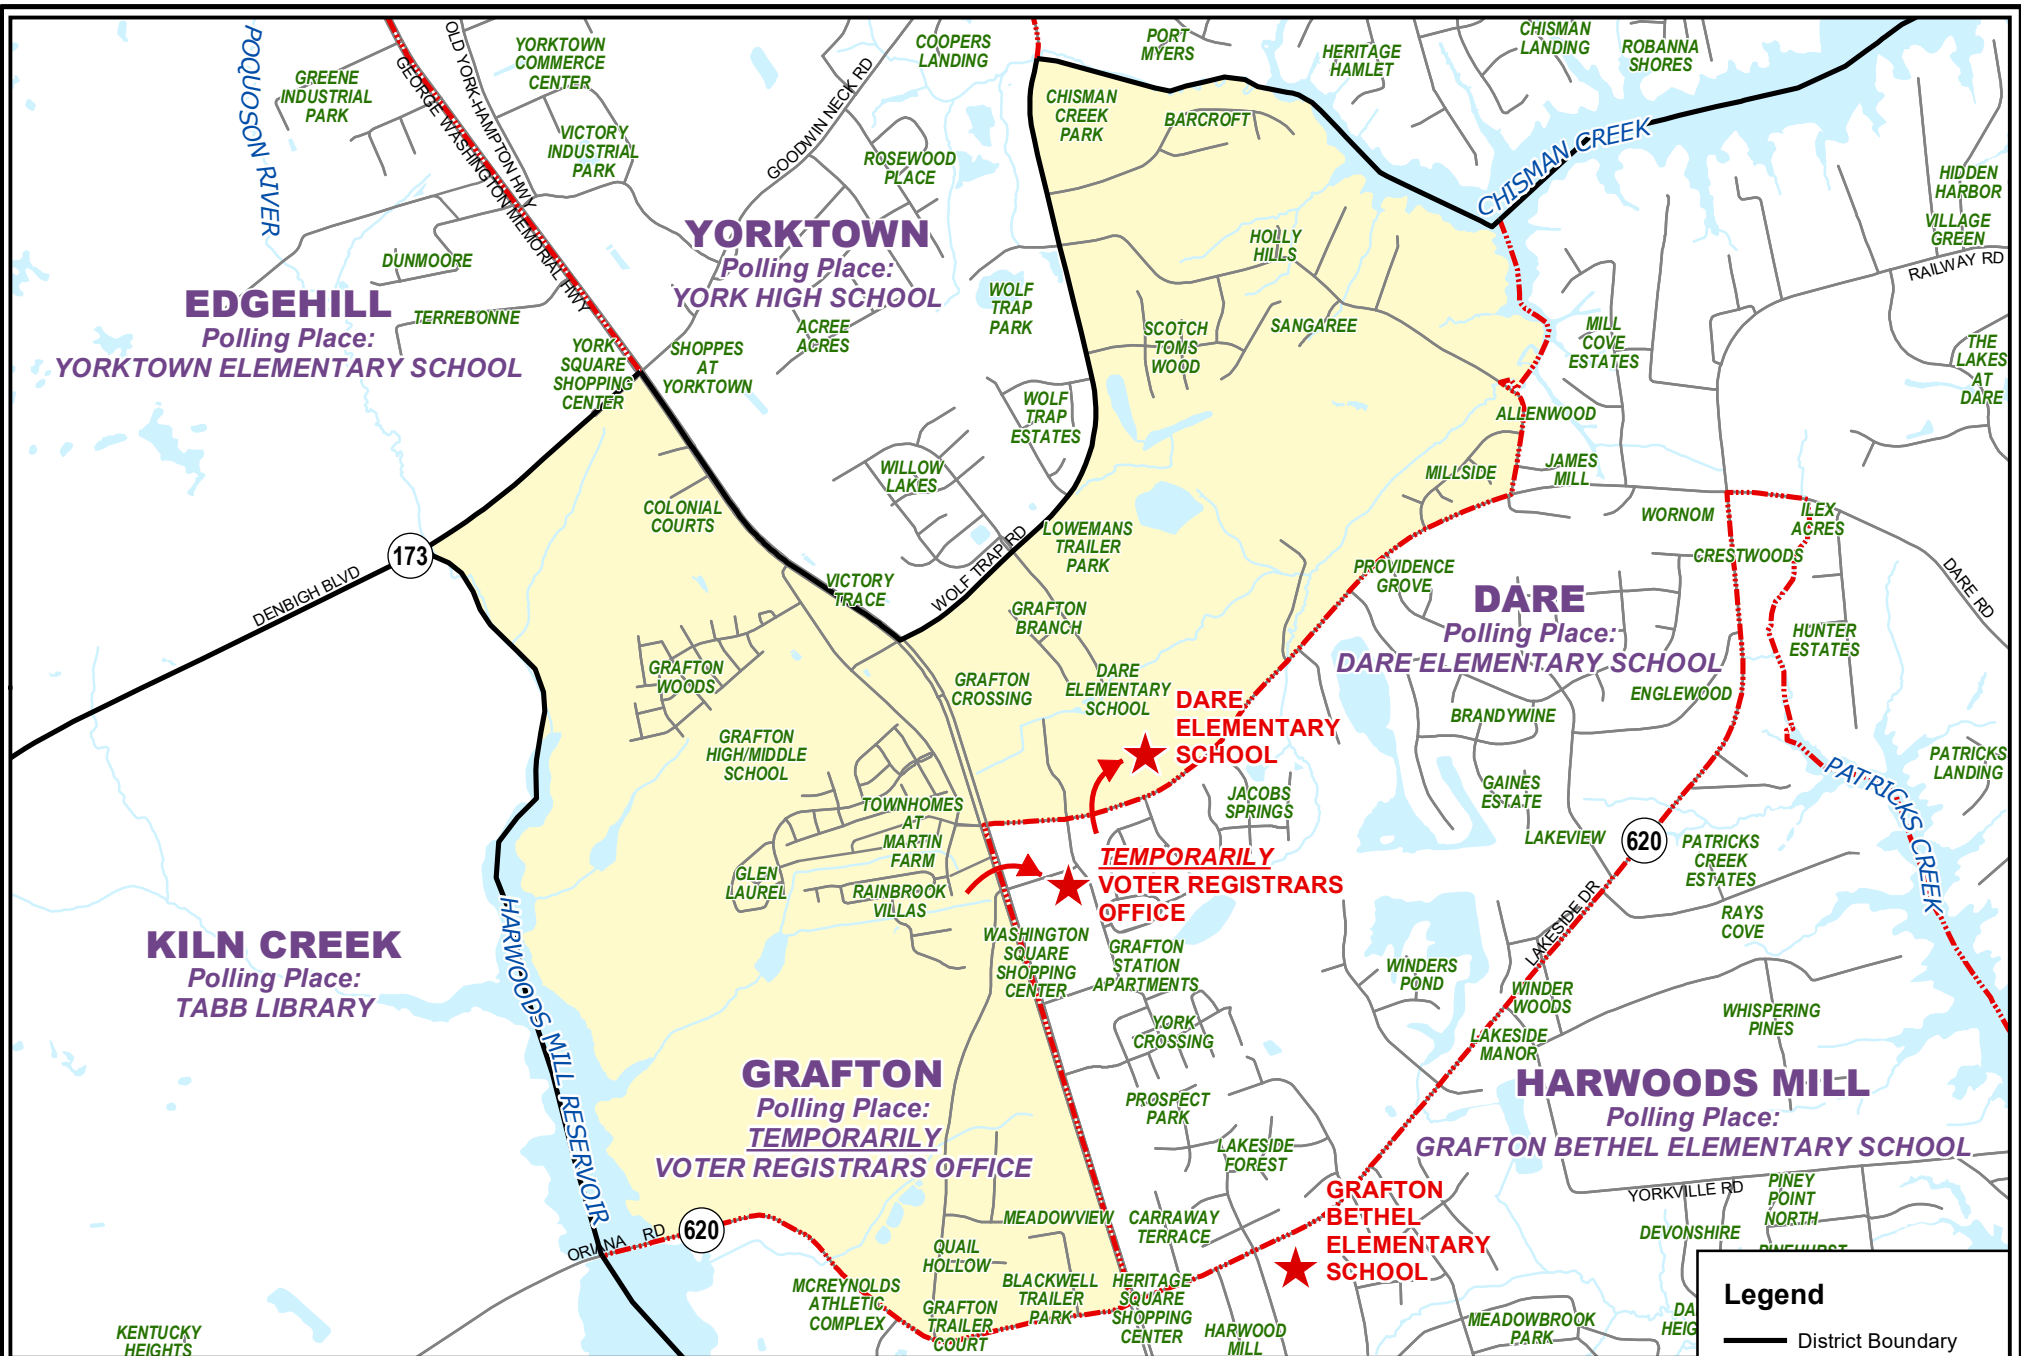 POQUOSON RIVER
GREENE
INDUSTRIAL
PARK
OLD YORK-HAMPTON HWY
GEORGE WASHINGTON MEMORIAL HWY
YORKTOWN
COMMERCE
CENTER
VICTORY
INDUSTRIAL
PARK
GOODWIN NECK RD
COOPERS
LANDING
ROSEWOOD
PLACE
PORT
MYERS
HERITAGE
HAMLET
CHISMAN
LANDING
ROBANNA
SHORES
CHISMAN
CREEK
PARK
BARCROFT
CHISMAN CREEK
HIDDEN
HARBOR
VILLAGE
GREEN
RAILWAY RD
DUNMOORE
TERREBONNE
EDGEHILL
Polling Place:
YORKTOWN ELEMENTARY SCHOOL
YORKTOWN
Polling Place:
YORK HIGH SCHOOL
ACREE
ACRES
WOLF
TRAP
PARK
HOLLY
HILLS
SCOTCH
TOMS
WOOD
SANGAREE
MILL
COVE
ESTATES
THE
LAKES
AT
DARE
YORK
SQUARE
SHOPPING
CENTER
SHOPPES
AT
YORKTOWN
WOLF
TRAP
ESTATES
ALLENWOOD
WILLOW
LAKES
MILLSIDE
JAMES
MILL
COLONIAL
COURTS
LOWEMANS
TRAILER
PARK
WORNOM
ILEX
ACRES
CRESTWOODS
173
DENBIGH BLVD
VICTORY
TRACE
WOLF TRAP RD
PROVIDENCE
GROVE
DARE RD
GRAFTON
BRANCH
DARE
Polling Place:
DARE ELEMENTARY SCHOOL
HUNTER
ESTATES
GRAFTON
WOODS
GRAFTON
CROSSING
DARE
ELEMENTARY
SCHOOL
ENGLEWOOD
BRANDYWINE
DARE
ELEMENTARY
SCHOOL
GRAFTON
HIGH/MIDDLE
SCHOOL
PATRICKS
LANDING
PATRICKS CREEK
GAINES
ESTATE
JACOBS
SPRINGS
TOWNHOMES
AT
MARTIN
FARM
LAKEVIEW
620
PATRICKS
CREEK
ESTATES
GLEN
LAUREL
RAINBROOK
VILLAS
TEMPORARILY
VOTER REGISTRARS
OFFICE
LAKESIDE DR
RAYS
COVE
KILN CREEK
Polling Place:
TABB LIBRARY
HARWOODS MILL RESERVOIR
WASHINGTON
SQUARE
SHOPPING
CENTER
GRAFTON
STATION
APARTMENTS
WINDERS
POND
WINDER
WOODS
WHISPERING
PINES
YORK
CROSSING
LAKESIDE
MANOR
GRAFTON
Polling Place:
TEMPORARILY
VOTER REGISTRARS OFFICE
HARWOODS MILL
Polling Place:
GRAFTON BETHEL ELEMENTARY SCHOOL
PROSPECT
PARK
LAKESIDE
FOREST
YORKVILLE RD
PINEY
POINT
NORTH
GRAFTON
BETHEL
ELEMENTARY
SCHOOL
DEVONSHIRE
PINEHURST
ORIANA RD
620
MEADOWVIEW
CARRAWAY
TERRACE
QUAIL
HOLLOW
MCREYNOLDS
ATHLETIC
COMPLEX
GRAFTON
TRAILER
COURT
BLACKWELL
TRAILER
PARK
HERITAGE
SQUARE
SHOPPING
CENTER
HARWOOD
MILL
MEADOWBROOK
PARK
KENTUCKY
HEIGHTS
Legend
District Boundary